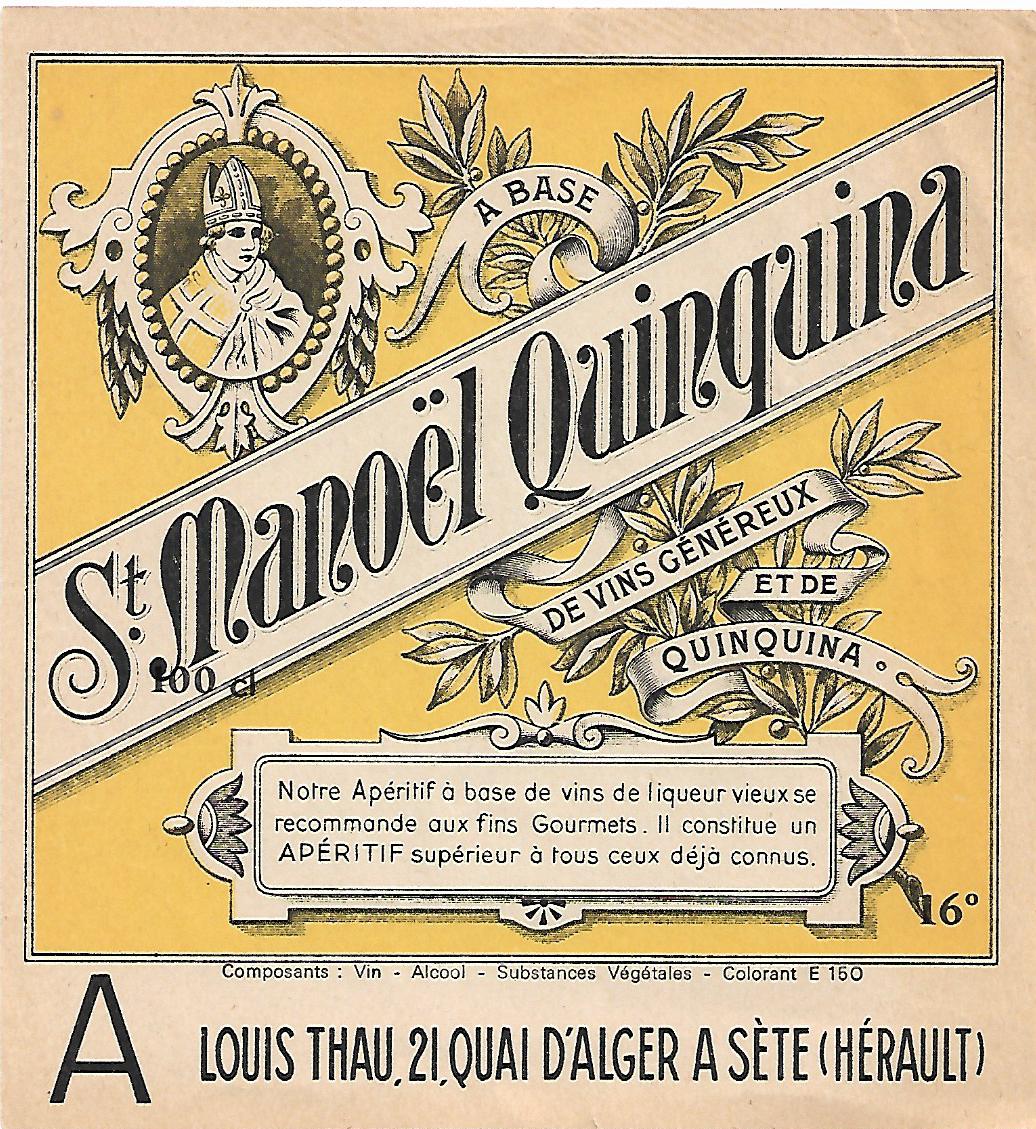 A BASE
St. Manoël Quinquina
DE VINS GÉNÉREUX
ET DE
QUINQUINA
100 cl
Notre Apéritif à base de vins de liqueur vieux se
recommande aux fins Gourmets. Il constitue un
APÉRITIF supérieur à tous ceux déjà connus.
16°
Composants : Vin - Alcool - Substances Végétales - Colorant E 150
A
LOUIS THAU, 21, QUAI D'ALGER A SÈTE (HÉRAULT)